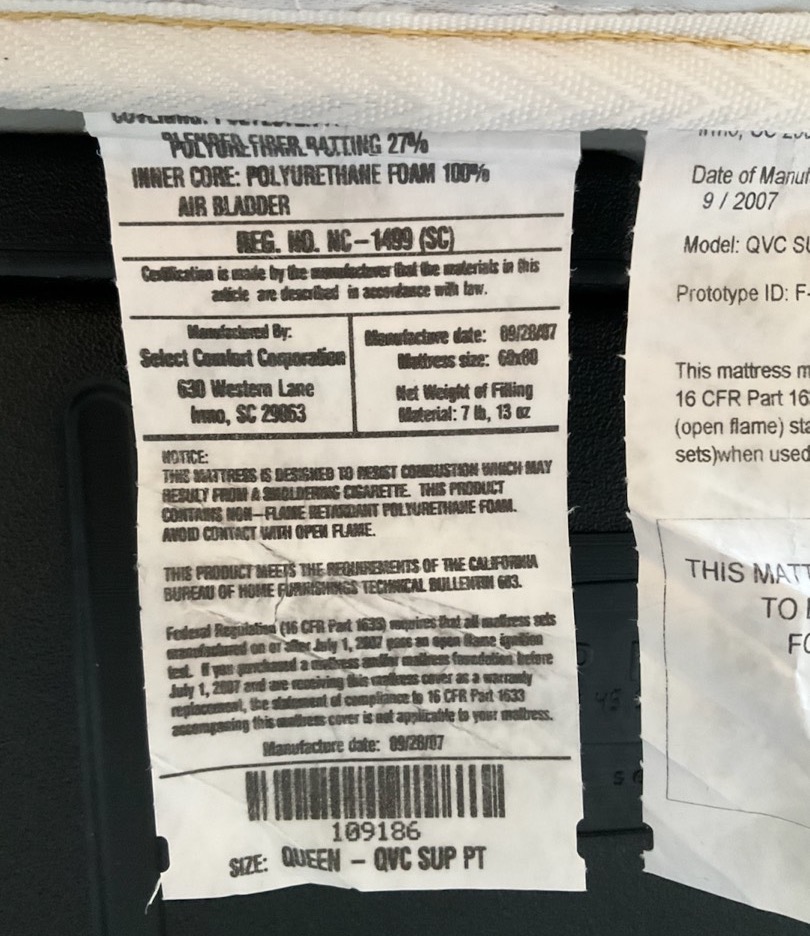 FIBER BATTING 27%
INNER CORE: POLYURETHANE FOAM 100%
AIR BLADDER
REG. NO. NC-1499 (SC)
Certification is made by the manufacturer that the materials in this
article are described in accordance with law.
Manufactured By:
Select Comfort Corporation
630 Western Lane
Irmo, SC 29063
Manufacture date: 09/28/07
Mattress size: 60x80
Net Weight of Filling
Material: 7 lb, 13 oz
NOTICE:
THIS MATTRESS IS DESIGNED TO RESIST COMBUSTION WHICH MAY
RESULT FROM A SMOLDERING CIGARETTE. THIS PRODUCT
CONTAINS NON-FLAME RETARDANT POLYURETHANE FOAM.
AVOID CONTACT WITH OPEN FLAME.
THIS PRODUCT MEETS THE REQUIREMENTS OF THE CALIFORNIA
BUREAU OF HOME FURNISHINGS TECHNICAL BULLENTIN 603.
Federal Regulation (16 CFR Part 1633) requires that all mattress sets
manufactured on or after July 1, 2007 pass an open flame ignition
test. If you purchased a mattress and/or mattress foundation before
July 1, 2007 and are receiving this mattress cover as a warranty
replacement, the statement of compliance to 16 CFR Part 1633
accompanying this mattress cover is not applicable to your mattress.
Manufacture date: 09/28/07
109186
SIZE: QUEEN - QVC SUP PT
Date of Manuf
9 / 2007
Model: QVC SU
Prototype ID: F-
This mattress m
16 CFR Part 163
(open flame) sta
sets)when used
THIS MATT
TO
FO